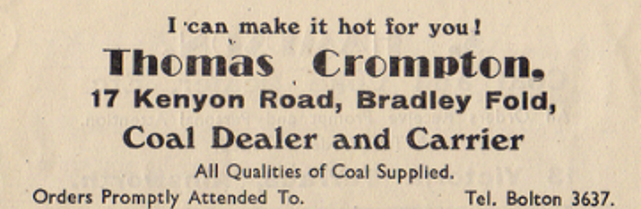 I can make it hot for you!
Thomas Crompton,
17 Kenyon Road, Bradley Fold,
Coal Dealer and Carrier
All Qualities of Coal Supplied.
Orders Promptly Attended To. Tel. Bolton 3637.